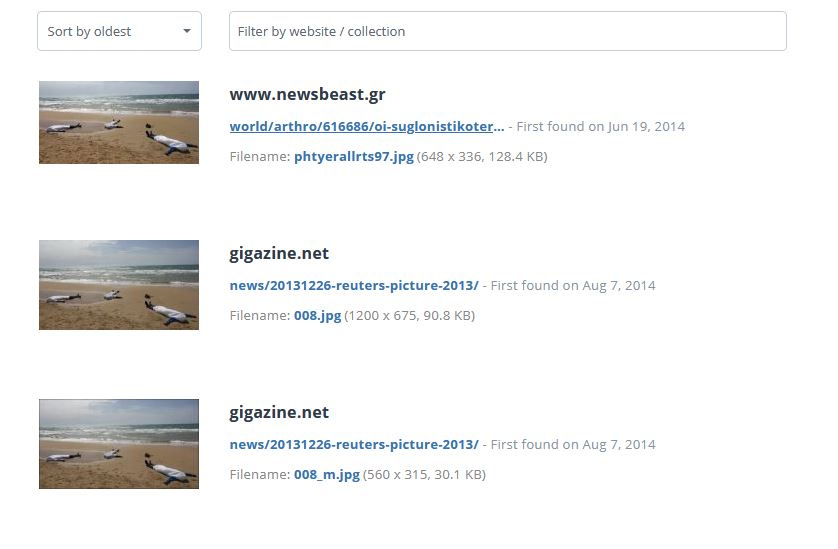 Sort by oldest
Filter by website / collection
www.newsbeast.gr
world/arthro/616686/oi-suglonistikoter... - First found on Jun 19, 2014
Filename: phtyerallrts97.jpg (648 x 336, 128.4 KB)
gigazine.net
news/20131226-reuters-picture-2013/ - First found on Aug 7, 2014
Filename: 008.jpg (1200 x 675, 90.8 KB)
gigazine.net
news/20131226-reuters-picture-2013/ - First found on Aug 7, 2014
Filename: 008_m.jpg (560 x 315, 30.1 KB)